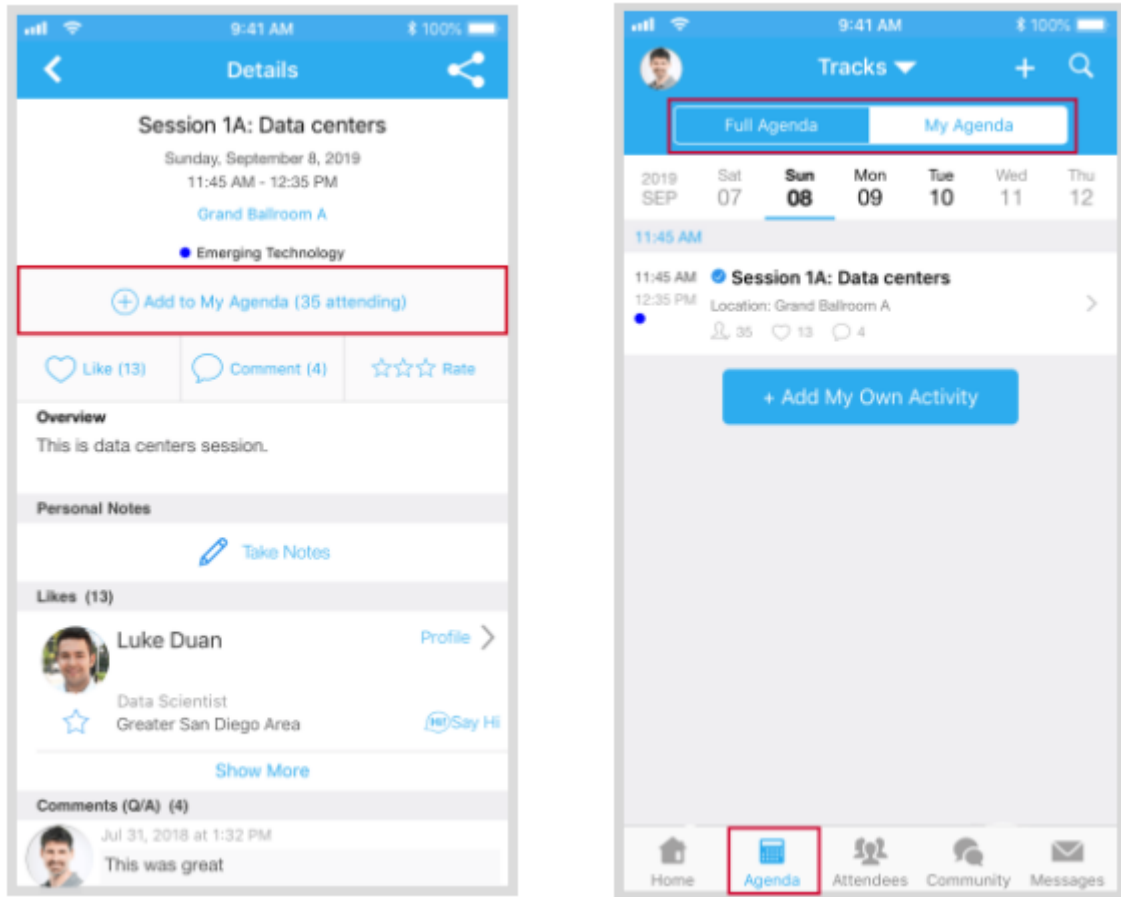 9:41 AM
100%
Details
Session 1A: Data centers
Sunday, September 8, 2019
11:45 AM - 12:35 PM
Grand Ballroom A
Emerging Technology
Add to My Agenda (35 attending)
Like (13)
Comment (4)
Rate
Overview
This is data centers session.
Personal Notes
Take Notes
Likes (13)
Luke Duan
Profile
Data Scientist
Greater San Diego Area
Hi! Say Hi
Show More
Comments (Q/A) (4)
Jul 31, 2018 at 1:32 PM
This was great
9:41 AM
100%
Tracks
+
Full Agenda
My Agenda
2019 Sat Sun Mon Tue Wed Thu
SEP 07 08 09 10 11 12
11:45 AM
11:45 AM Session 1A: Data centers
12:35 PM Location: Grand Ballroom A
35 13 4
+ Add My Own Activity
Home Agenda Attendees Community Messages